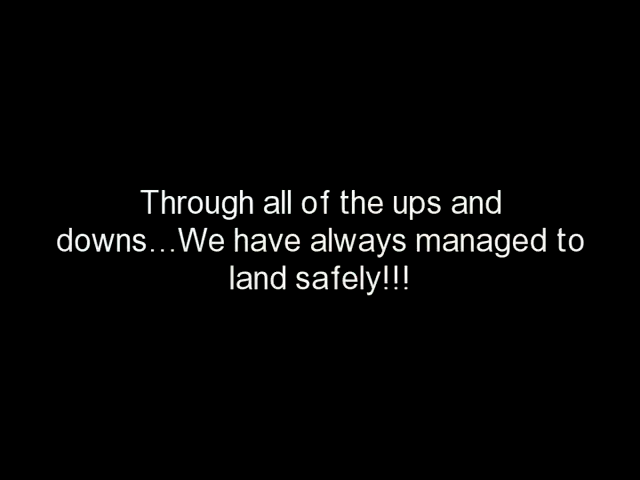 Through all of the ups and
downs...We have always managed to
land safely!!!